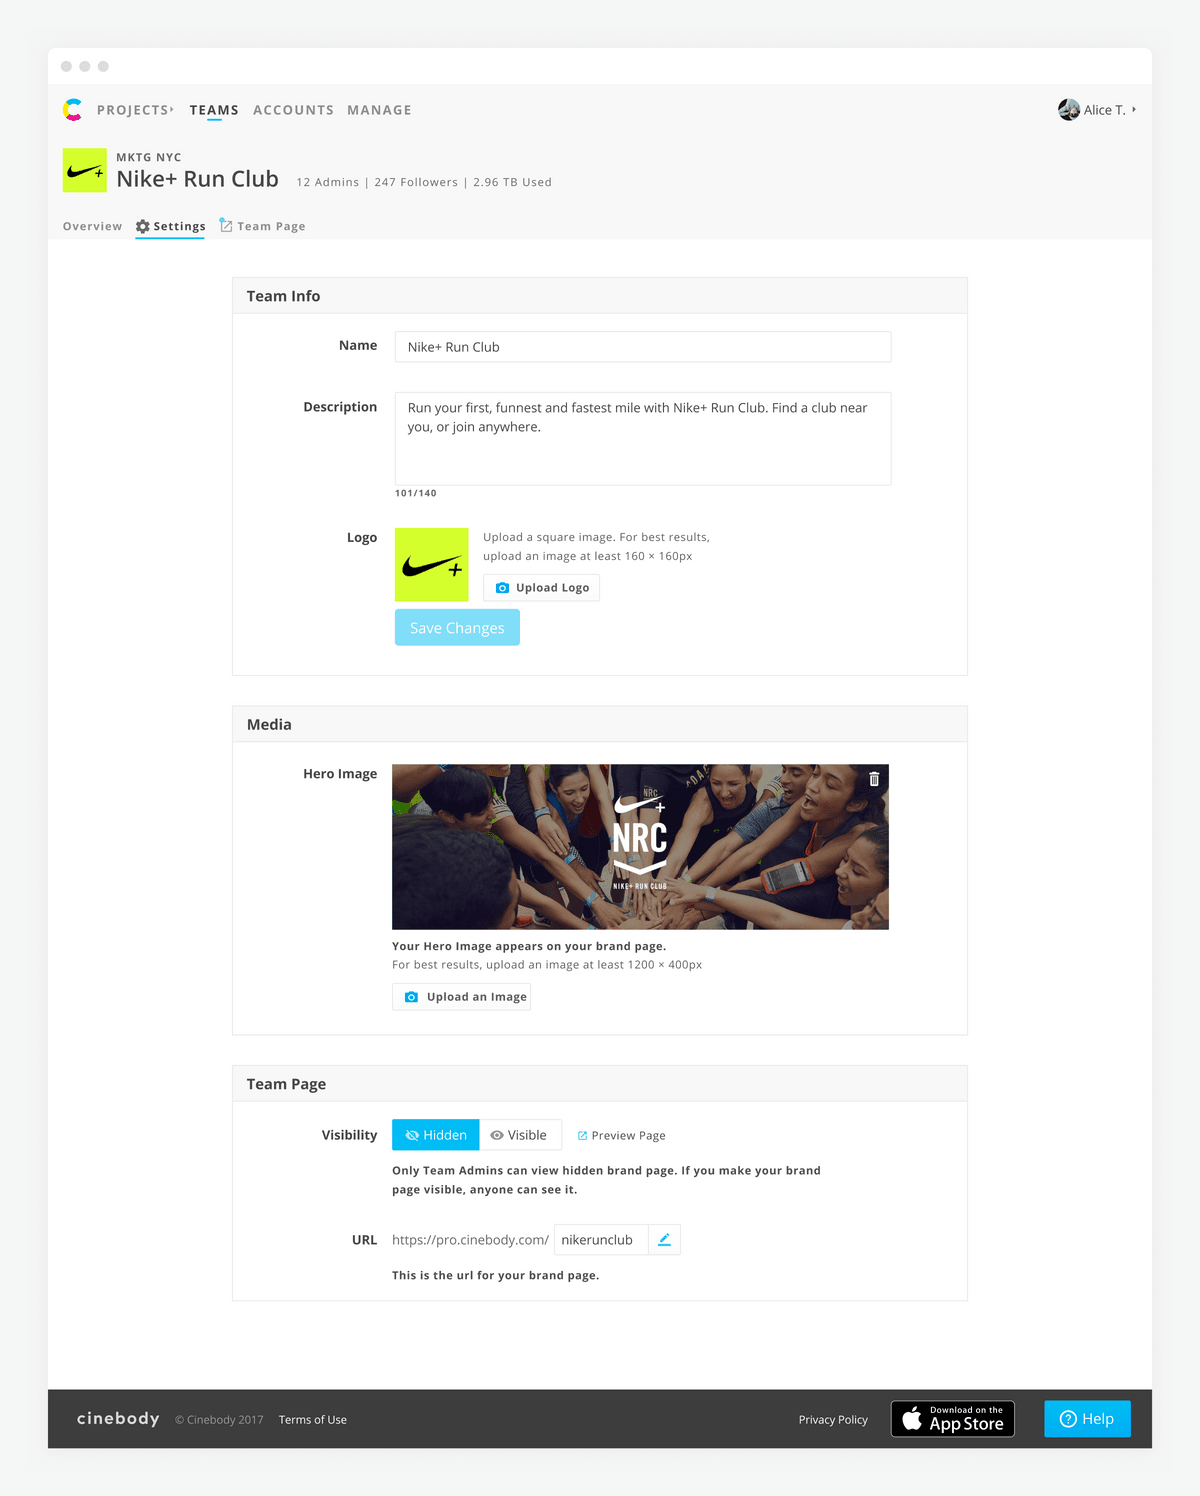 PROJECTS TEAMS ACCOUNTS MANAGE
Alice T.
MKTG NYC
Nike+ Run Club
12 Admins | 247 Followers | 2.96 TB Used
Overview Settings Team Page
Team Info
Name
Nike+ Run Club
Description
Run your first, funnest and fastest mile with Nike+ Run Club. Find a club near
you, or join anywhere.
101/140
Logo
Upload a square image. For best results,
upload an image at least 160 × 160px
Upload Logo
Save Changes
Media
Hero Image
NRC
NRC
NIKE+ RUN CLUB
Your Hero Image appears on your brand page.
For best results, upload an image at least 1200 × 400px
Upload an Image
Team Page
Visibility
Hidden Visible Preview Page
Only Team Admins can view hidden brand page. If you make your brand
page visible, anyone can see it.
URL
https://pro.cinebody.com/ nikerunclub
This is the url for your brand page.
cinebody © Cinebody 2017 Terms of Use
Privacy Policy
Download on the
App Store
Help